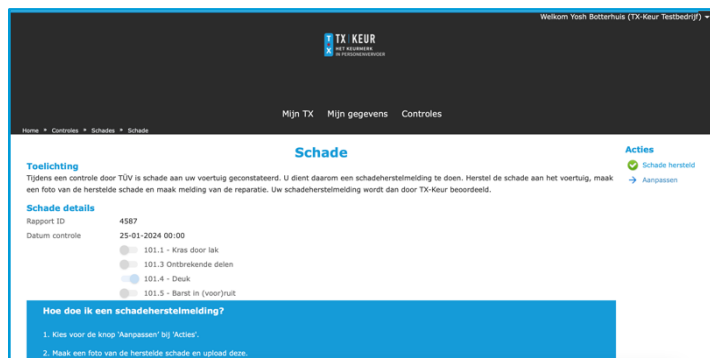 Welkom Yosh Botterhuis (TX-Keur Testbedrijf)
TX TX KEUR
HET KEURMERK
IN PERSONENVERVOER
Mijn TX Mijn gegevens Controles
Home » Controles » Schades » Schade
Schade
Toelichting
Tijdens een controle door TÜV is schade aan uw voertuig geconstateerd. U dient daarom een schadeherstelmelding te doen. Herstel de schade aan het voertuig, maak
een foto van de herstelde schade en maak melding van de reparatie. Uw schadeherstelmelding wordt dan door TX-Keur beoordeeld.
Acties
Schade hersteld
Aanpassen
Schade details
Rapport ID 4587
Datum controle 25-01-2024 00:00
101.1 - Kras door lak
101.3 Ontbrekende delen
101.4 - Deuk
101.5 - Barst in (voor)ruit
Hoe doe ik een schadeherstelmelding?
1. Kies voor de knop 'Aanpassen' bij 'Acties'.
2. Maak een foto van de herstelde schade en upload deze.